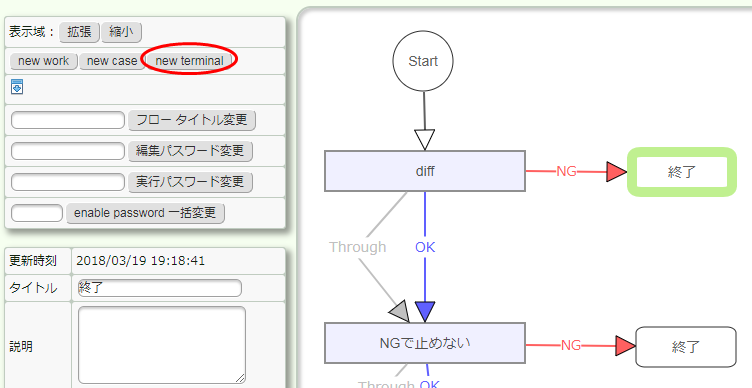 表示域： 拡張 縮小
new work new case new terminal
フロー タイトル変更
編集パスワード変更
実行パスワード変更
enable password 一括変更
更新時刻 2018/03/19 19:18:41
タイトル 終了
説明
Start
diff
NG
終了
Through
OK
NGで止めない
NG
終了
Through
OK